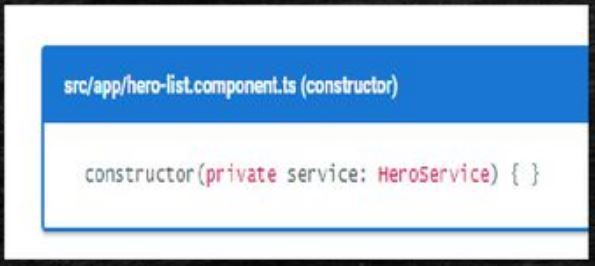 src/app/hero-list.component.ts (constructor)
constructor(private service: HeroService) { }